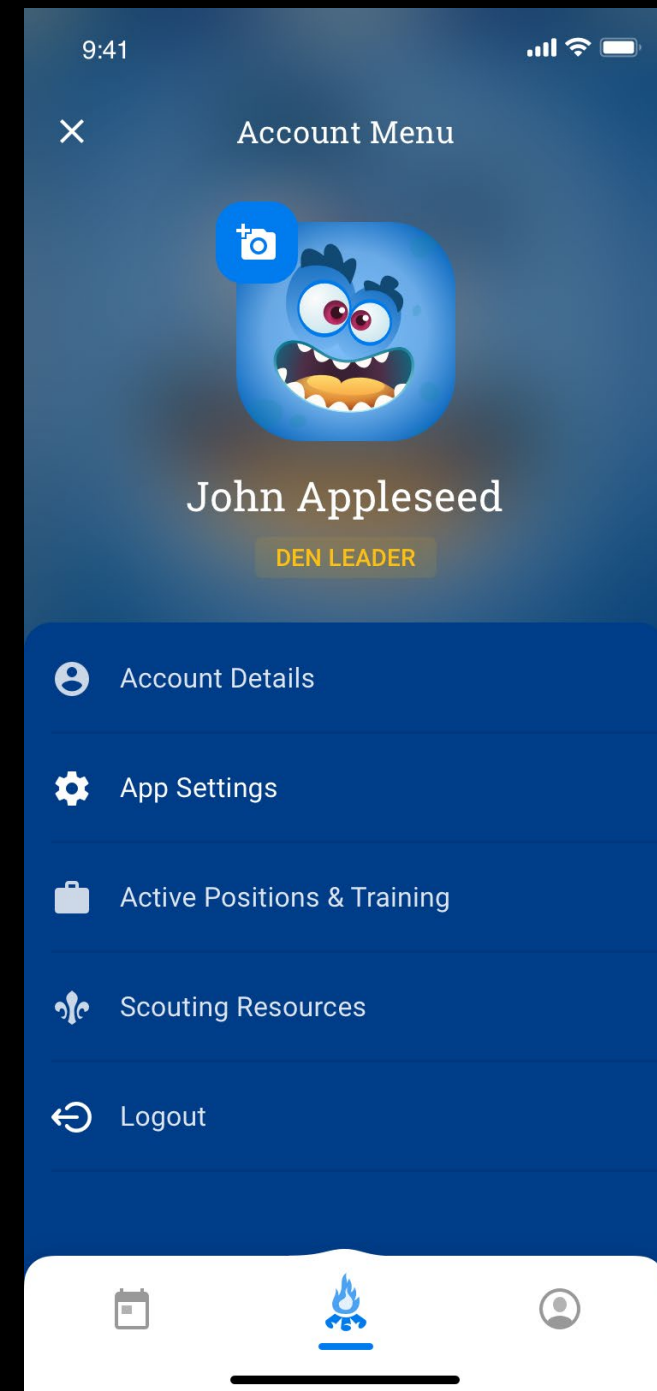 9:41
Account Menu
John Appleseed
DEN LEADER
Account Details
App Settings
Active Positions & Training
Scouting Resources
Logout